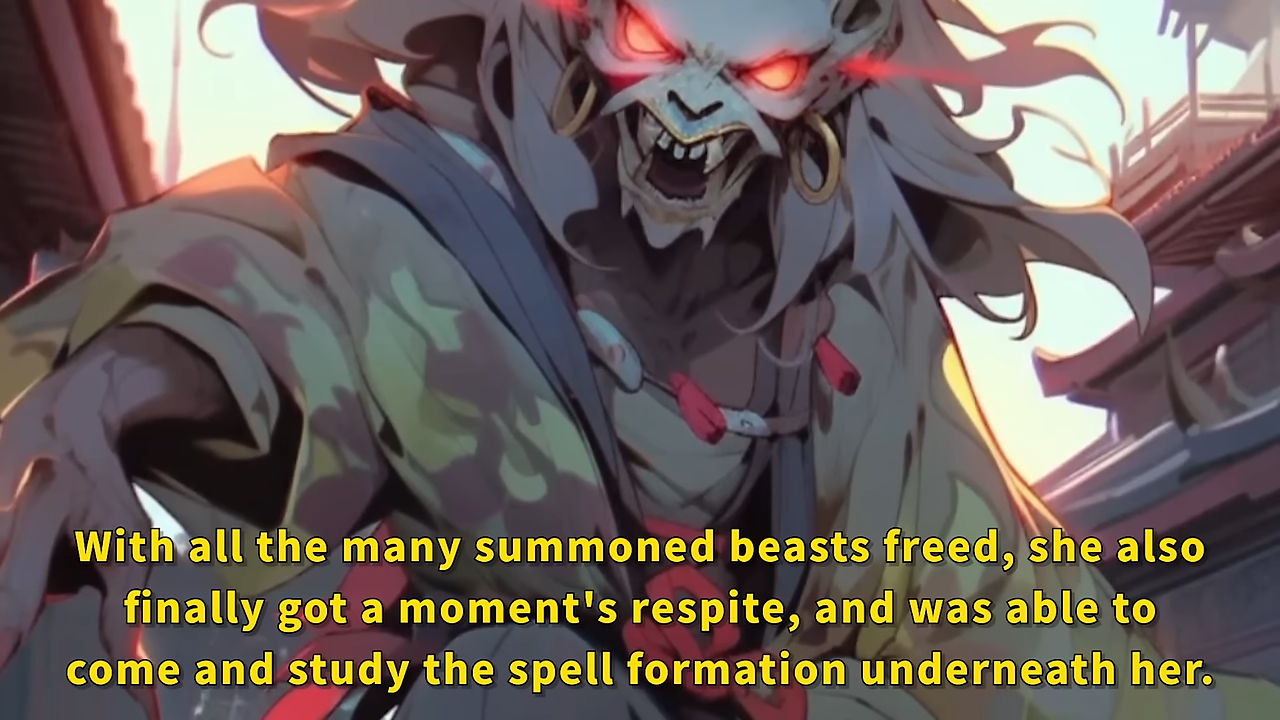 With all the many summoned beasts freed, she also
finally got a moment's respite, and was able to
come and study the spell formation underneath her.